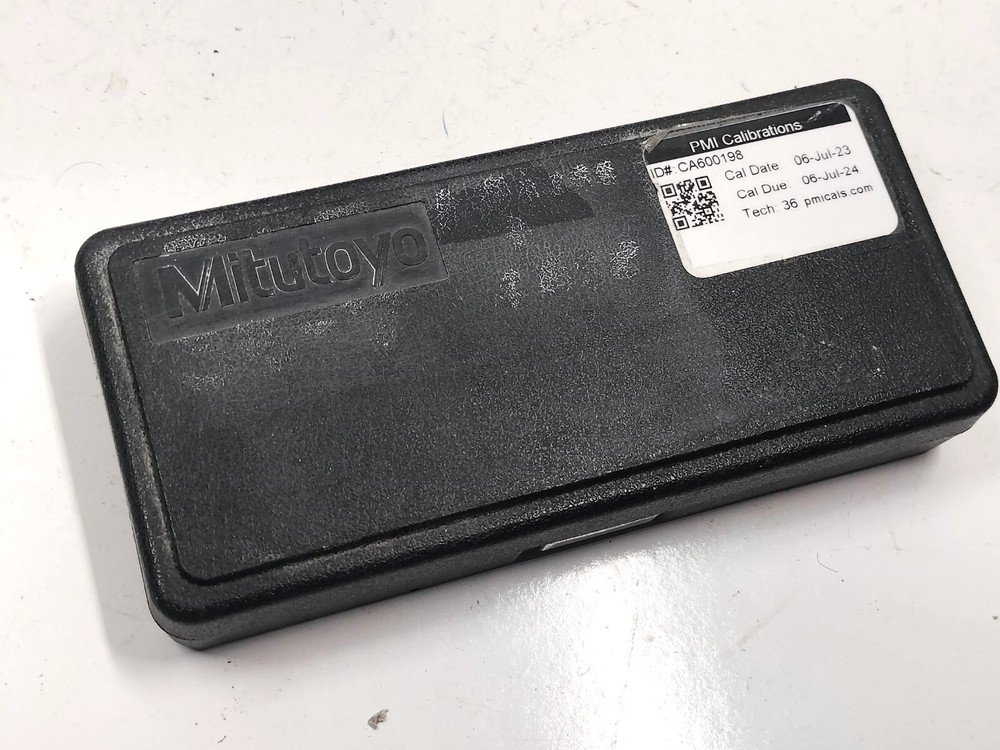 Mitutoyo
PMI Calibrations
ID#: CA600198
Cal Date 06-Jul-23
Cal Due 06-Jul-24
Tech 36 pmicals.com